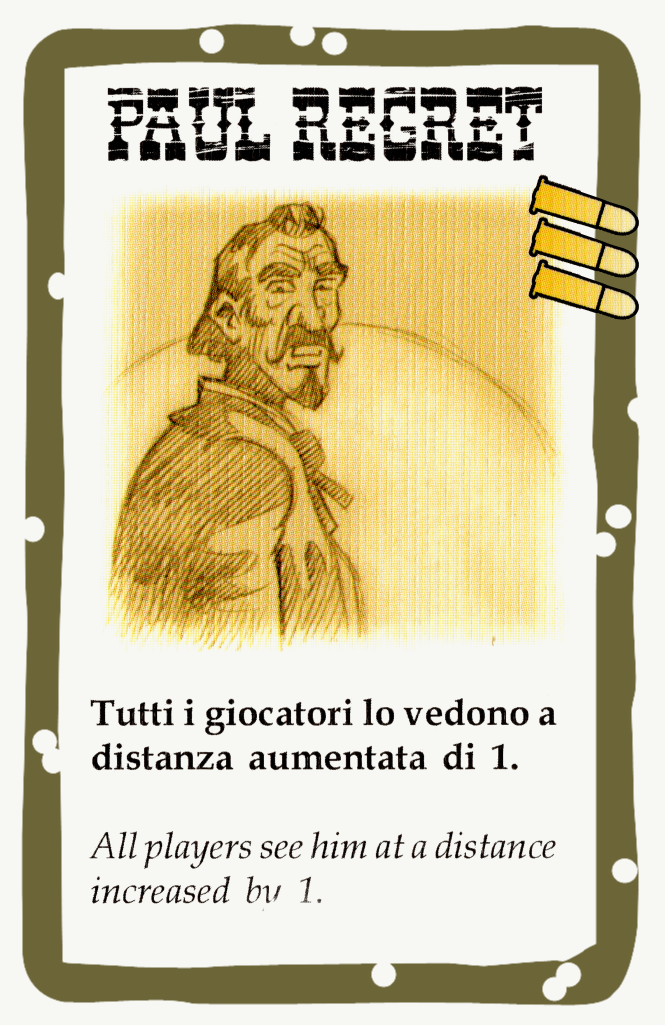 PAUL REGRET
Tutti i giocatori lo vedono a
distanza aumentata di 1.
All players see him at a distance
increased by 1.